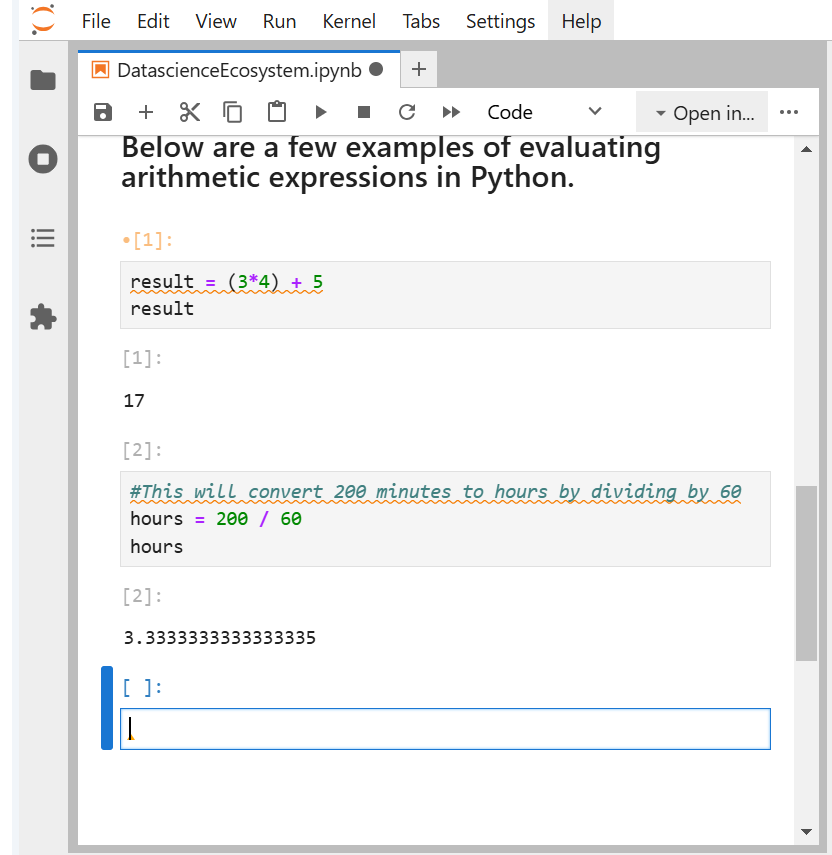 File Edit View Run Kernel Tabs Settings Help
DatascienceEcosystem.ipynb
Code
Open in...
Below are a few examples of evaluating
arithmetic expressions in Python.
[1]:
result = (3*4) + 5
result
[1]:
17
[2]:
#This will convert 200 minutes to hours by dividing by 60
hours = 200 / 60
hours
[2]:
3.3333333333333335
[ ]: